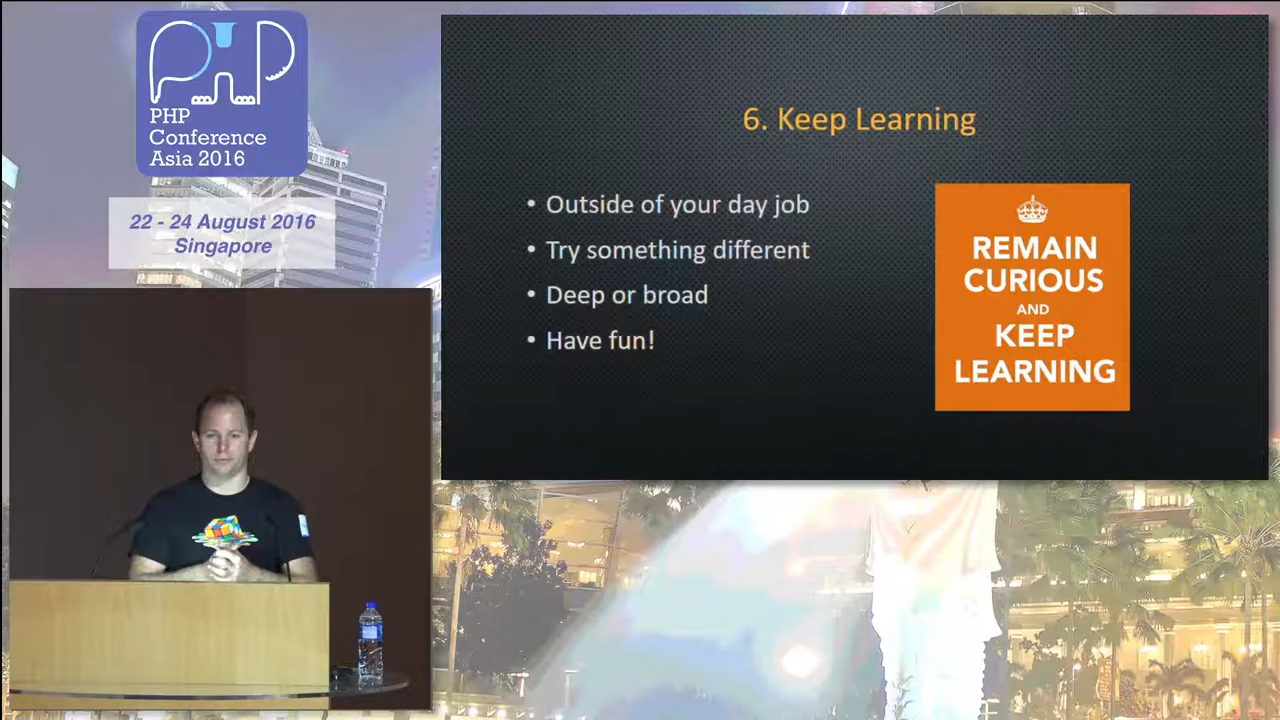 PHP
PHP
Conference
Asia 2016
22 - 24 August 2016
Singapore
6. Keep Learning
• Outside of your day job
• Try something different
• Deep or broad
• Have fun!
REMAIN
CURIOUS
AND
KEEP
LEARNING